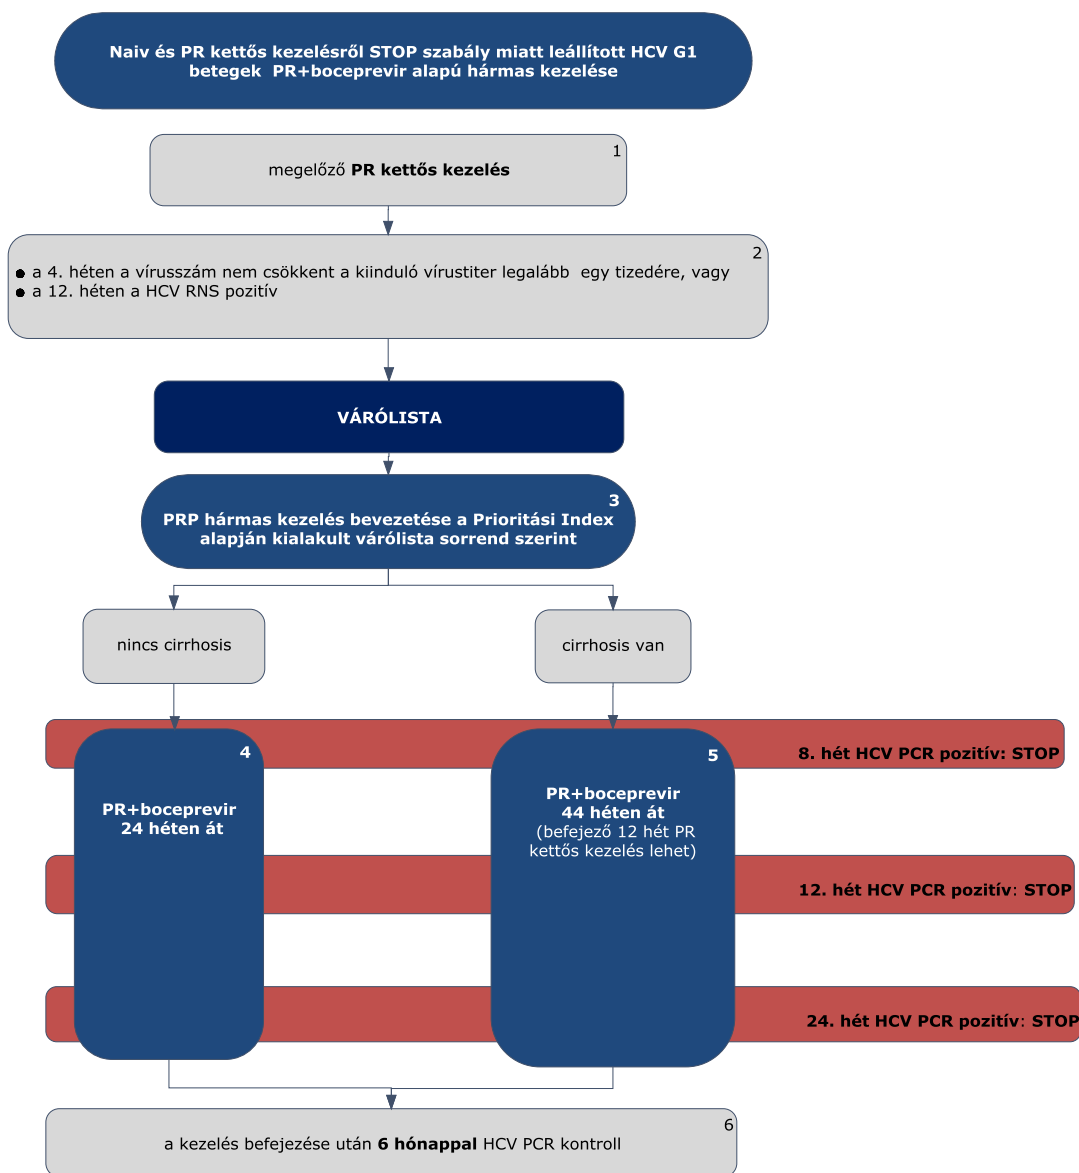 Naiv és PR kettős kezelésről STOP szabály miatt leállított HCV G1
betegek PR+boceprevir alapú hármas kezelése
1
megelőző PR kettős kezelés
2
● a 4. héten a vírusszám nem csökkent a kiinduló vírustiter legalább egy tizedére, vagy
● a 12. héten a HCV RNS pozitív
VÁRÓLISTA
3
PRP hármas kezelés bevezetése a Prioritási Index
alapján kialakult várólista sorrend szerint
nincs cirrhosis
cirrhosis van
8. hét HCV PCR pozitív: STOP
4
PR+boceprevir
24 héten át
5
PR+boceprevir
44 héten át
(befejező 12 hét PR
kettős kezelés lehet)
12. hét HCV PCR pozitív: STOP
24. hét HCV PCR pozitív: STOP
6
a kezelés befejezése után 6 hónappal HCV PCR kontroll